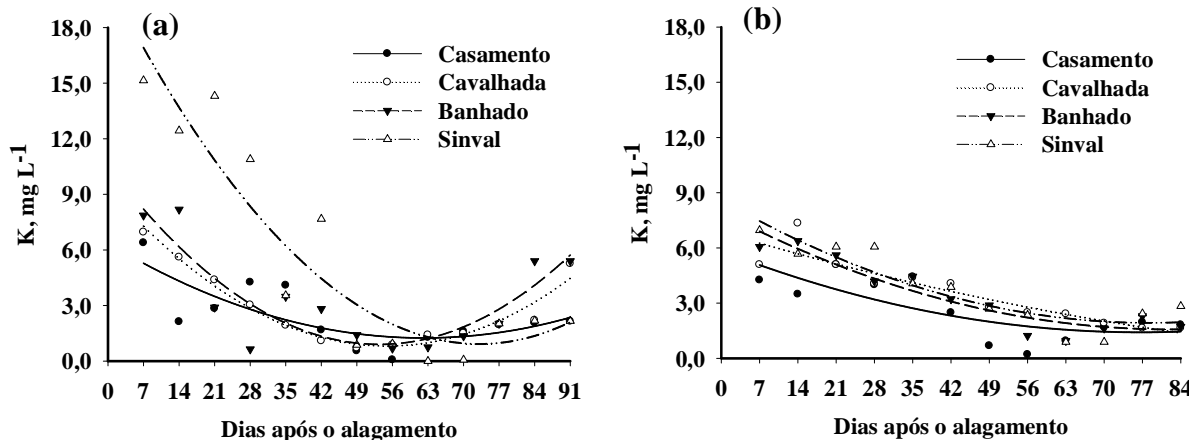 (a)
18,0
15,0
12,0
9,0
6,0
3,0
0,0
K, mg L-1
Casamento
Cavalhada
Banhado
Sinval
0 7 14 21 28 35 42 49 56 63 70 77 84 91
Dias após o alagamento
(b)
18,0
15,0
12,0
9,0
6,0
3,0
0,0
K, mg L-1
Casamento
Cavalhada
Banhado
Sinval
0 7 14 21 28 35 42 49 56 63 70 77 84
Dias após o alagamento